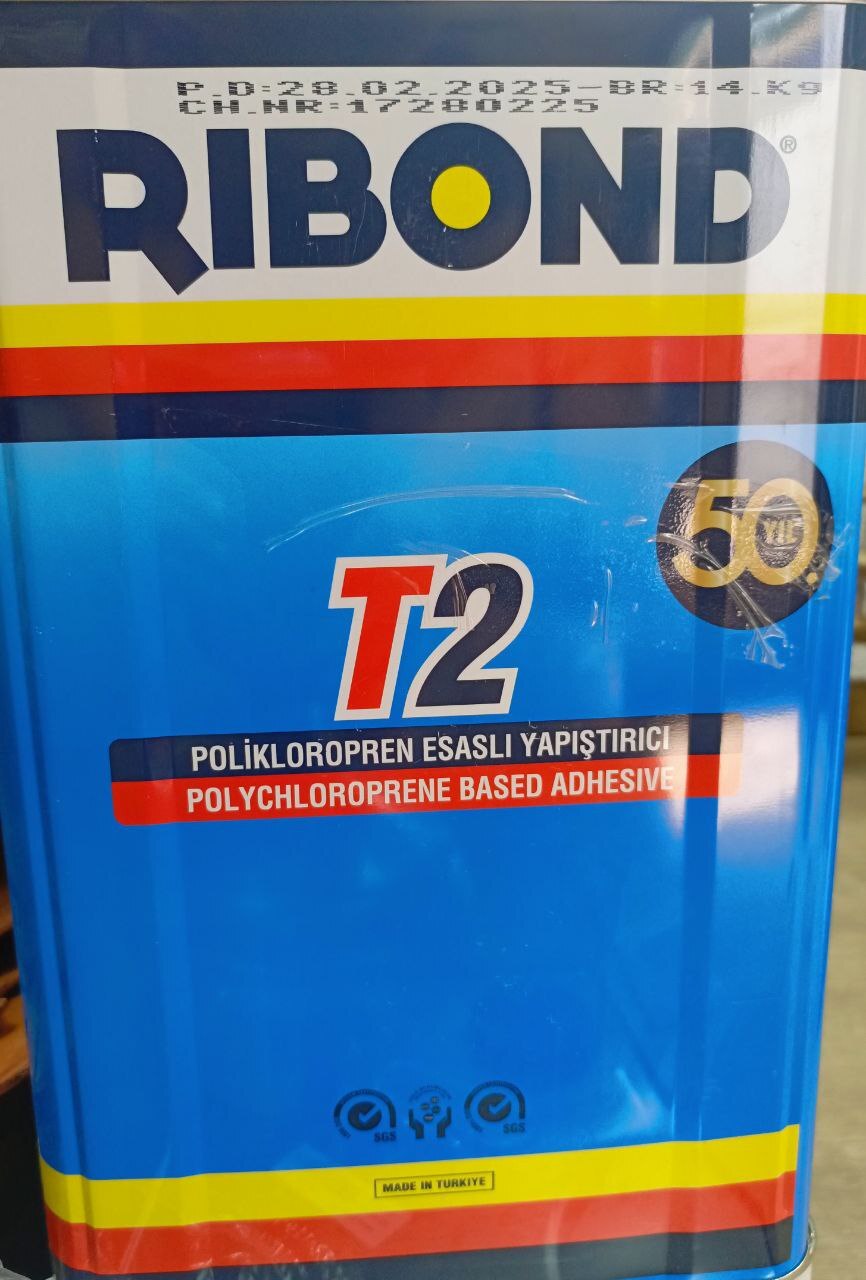 P.D:28.02.2025-BR:14.Kg
CH.NR:17280225
RIBOND®
50
YIL
T2
POLİKLOROPREN ESASLI YAPIŞTIRICI
POLYCHLOROPRENE BASED ADHESIVE
SGS
SGS
MADE IN TURKIYE